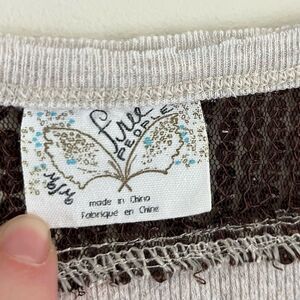 Free
PEOPLE
M/M
made in China
Fabriqué en Chine